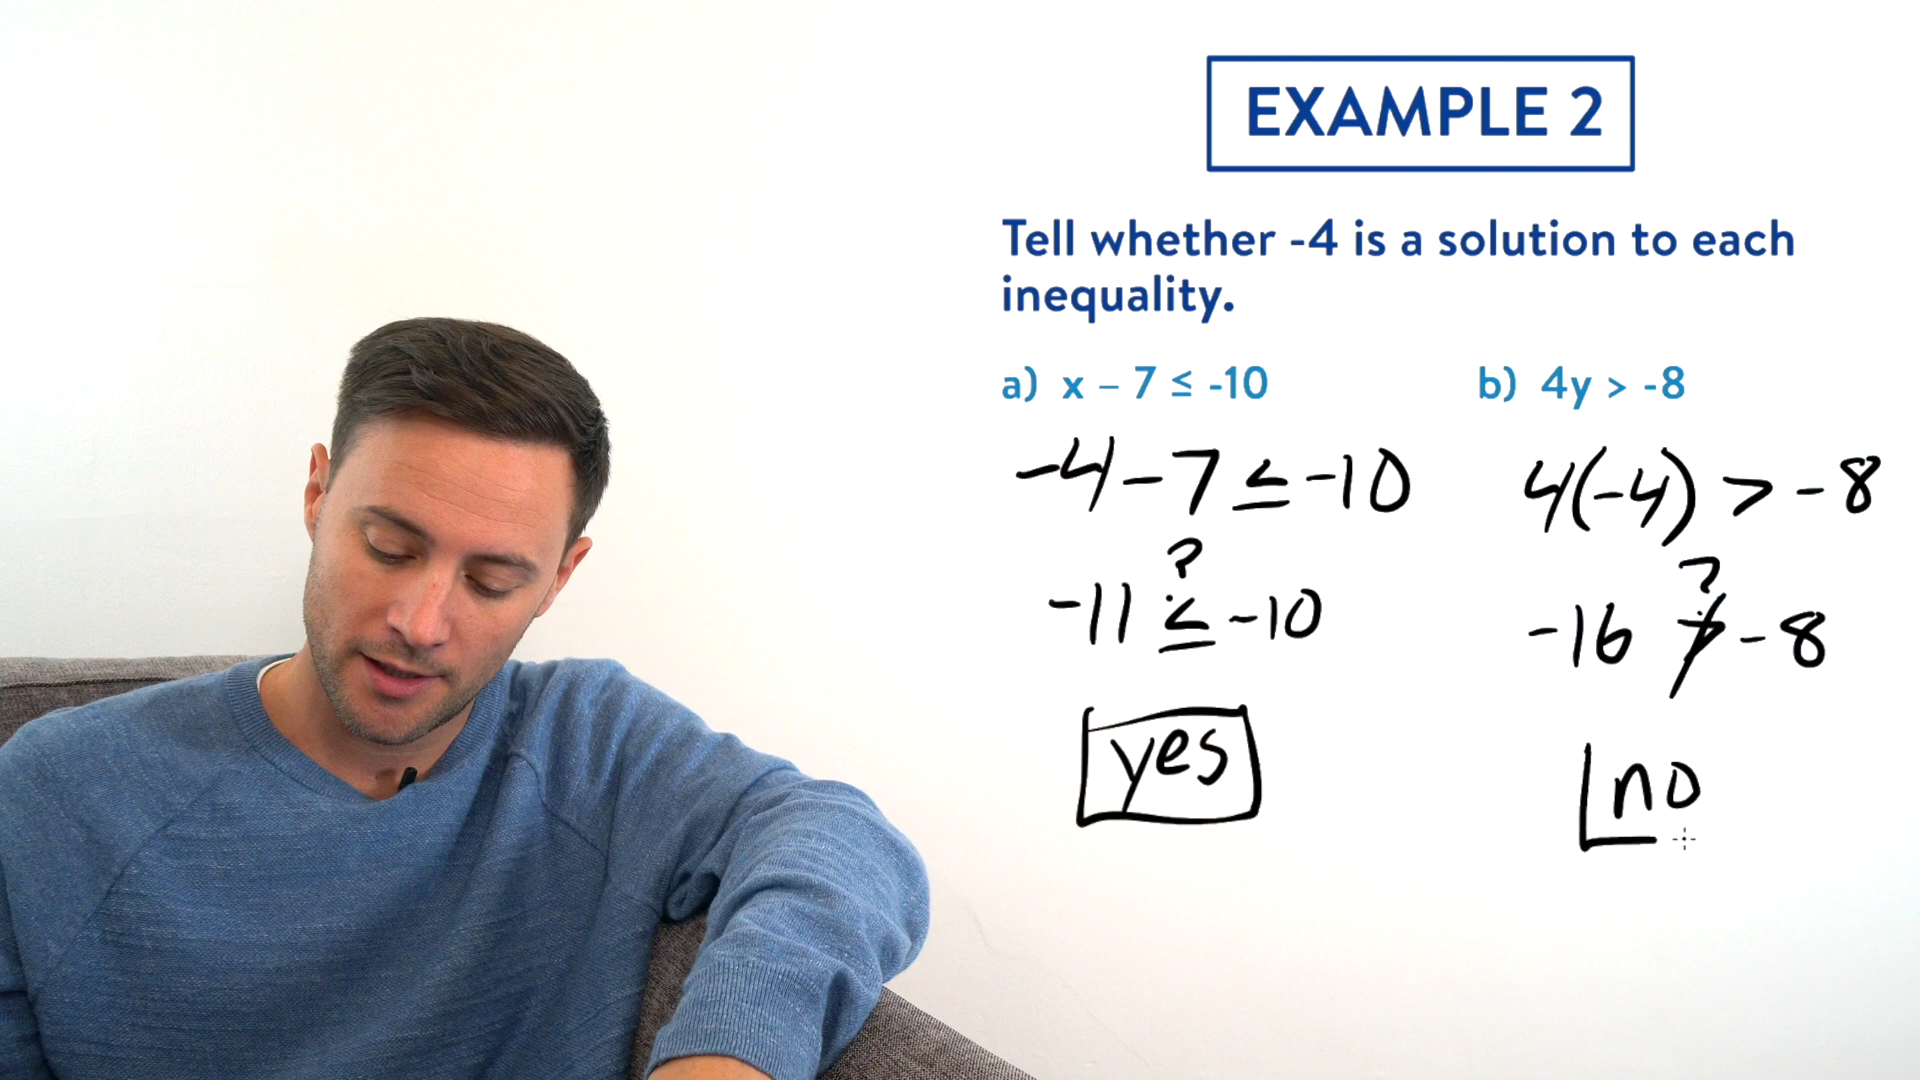 EXAMPLE 2
Tell whether -4 is a solution to each
inequality.
a) x – 7 ≤ -10
-4 - 7 ≤ -10
?
-11 ≤ -10
yes
b) 4y > -8
4(-4) > -8
?
-16 ≯ -8
no